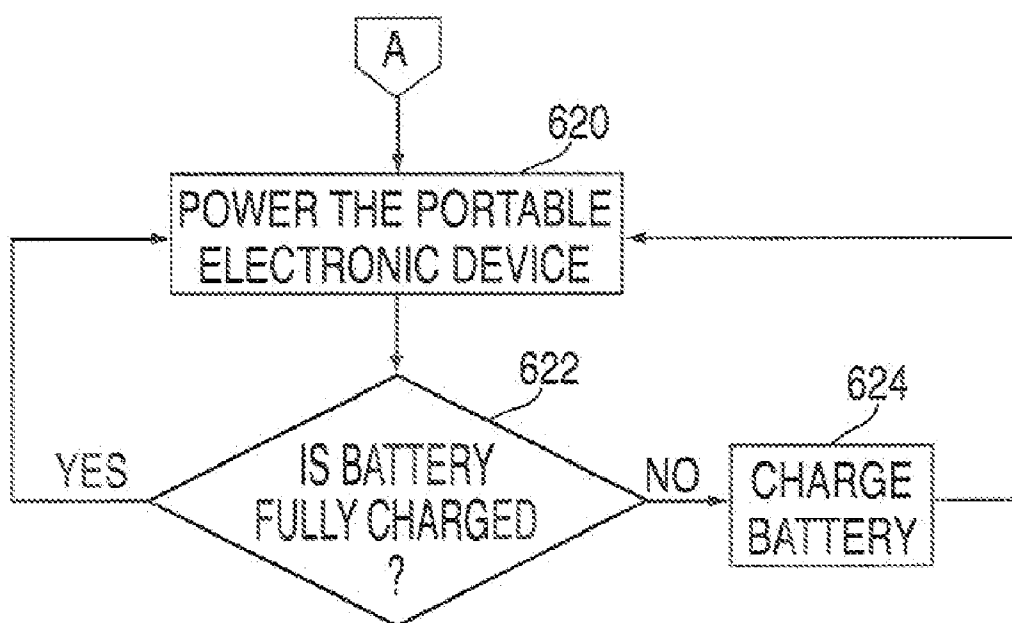 A
620
POWER THE PORTABLE
ELECTRONIC DEVICE
622
624
YES
IS BATTERY
FULLY CHARGED
?
NO
CHARGE
BATTERY